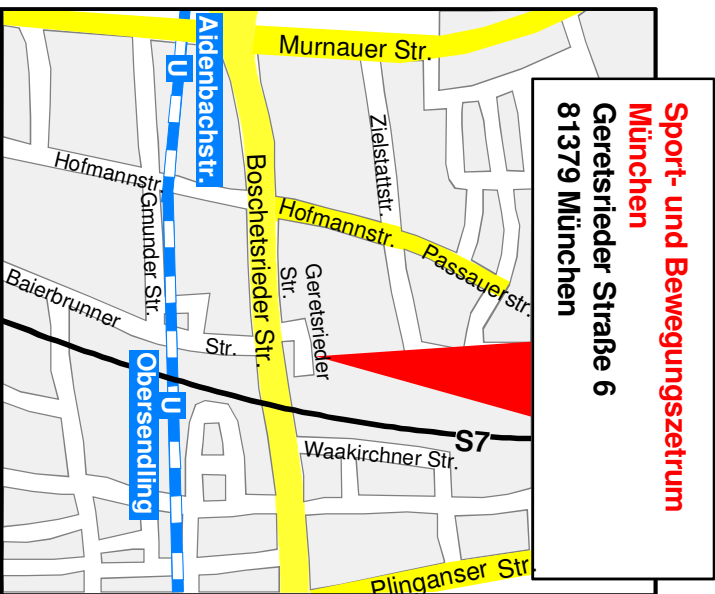 Sport- und Bewegungszetrum
München
Geretsrieder Straße 6
81379 München
Murnauer Str.
Aidenbachstr.
U
Zielstattstr.
Hofmannstr.
Boschetsrieder Str.
Gmunder Str.
Hofmannstr.
Passauerstr.
Geretsrieder
Str.
Baierbrunner
Str.
Obersendling
U
S7
Waakirchner Str.
Plinganser Str.